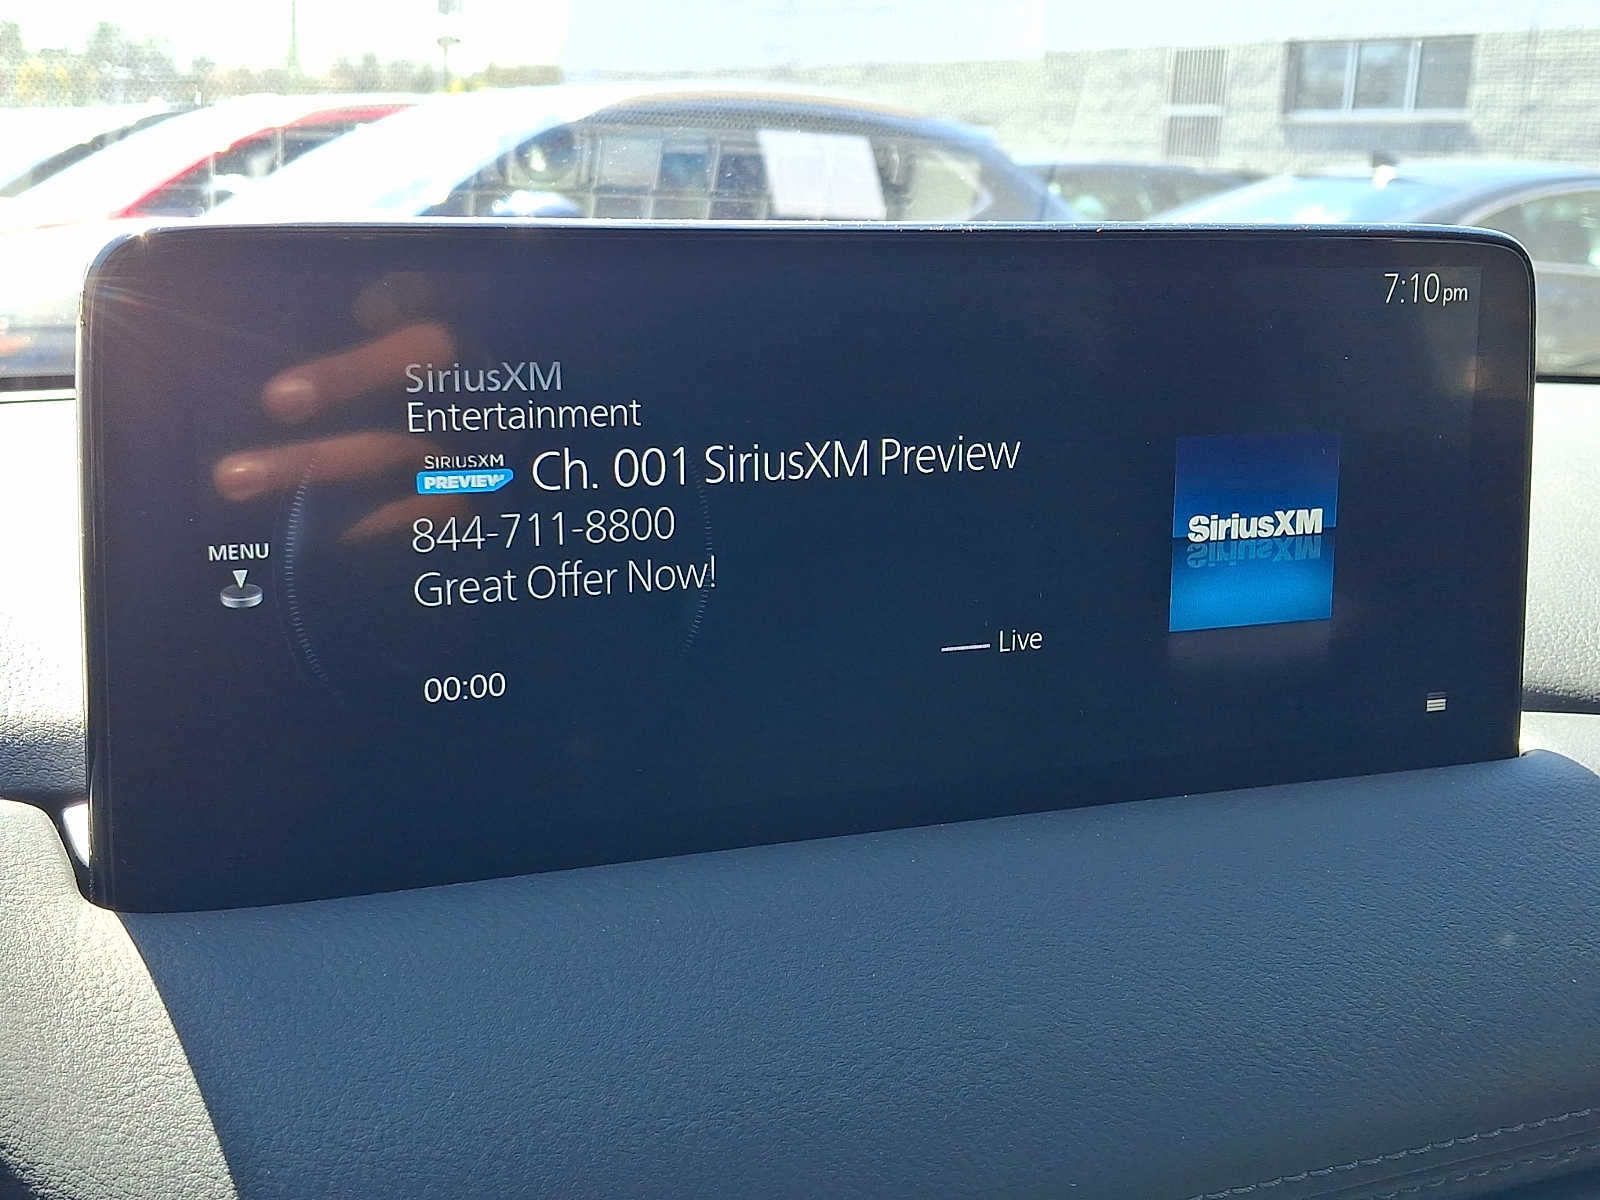 7:10pm
SiriusXM
Entertainment
SIRIUSXM
PREVIEW
Ch. 001 SiriusXM Preview
844-711-8800
Great Offer Now!
MENU
SiriusXM
Live
00:00